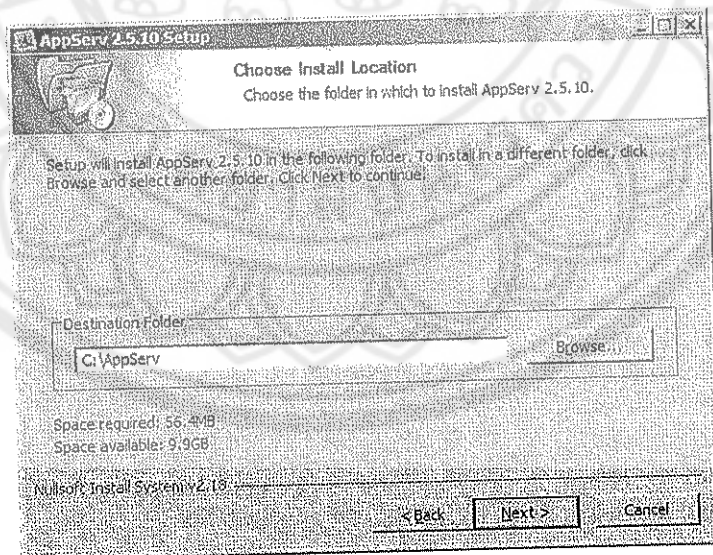 AppServ 2.5.10 Setup
Choose Install Location
Choose the folder in which to install AppServ 2.5.10.
Setup will install AppServ 2.5.10 in the following folder. To install in a different folder, click
Browse and select another folder. Click Next to continue.
Destination Folder
C:\AppServ
Browse...
Space required: 56.4MB
Space available: 9.9GB
Nullsoft Install System v2.18
< Back
Next >
Cancel